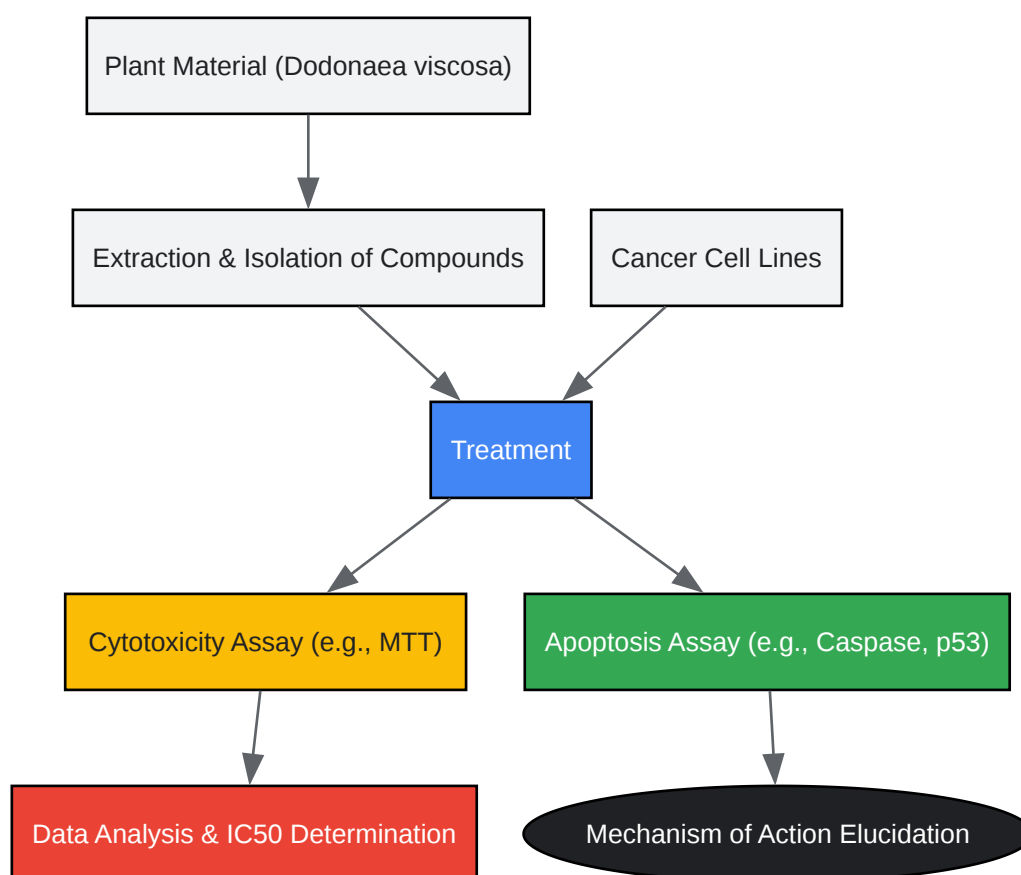 Plant Material (Dodonaea viscosa)
Extraction & Isolation of Compounds
Cancer Cell Lines
Treatment
Cytotoxicity Assay (e.g., MTT)
Apoptosis Assay (e.g., Caspase, p53)
Data Analysis & IC50 Determination
Mechanism of Action Elucidation